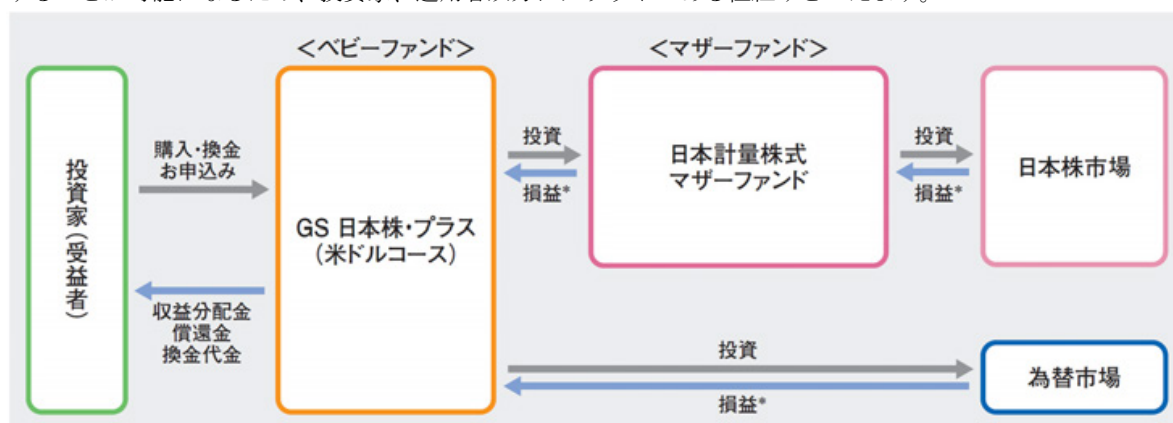 <ベビーファンド>
<マザーファンド>
投資家(受益者)
購入・換金
お申込み
収益分配金
償還金
換金代金
GS 日本株・プラス
(米ドルコース)
投資
損益*
日本計量株式
マザーファンド
投資
損益*
日本株市場
投資
損益*
為替市場